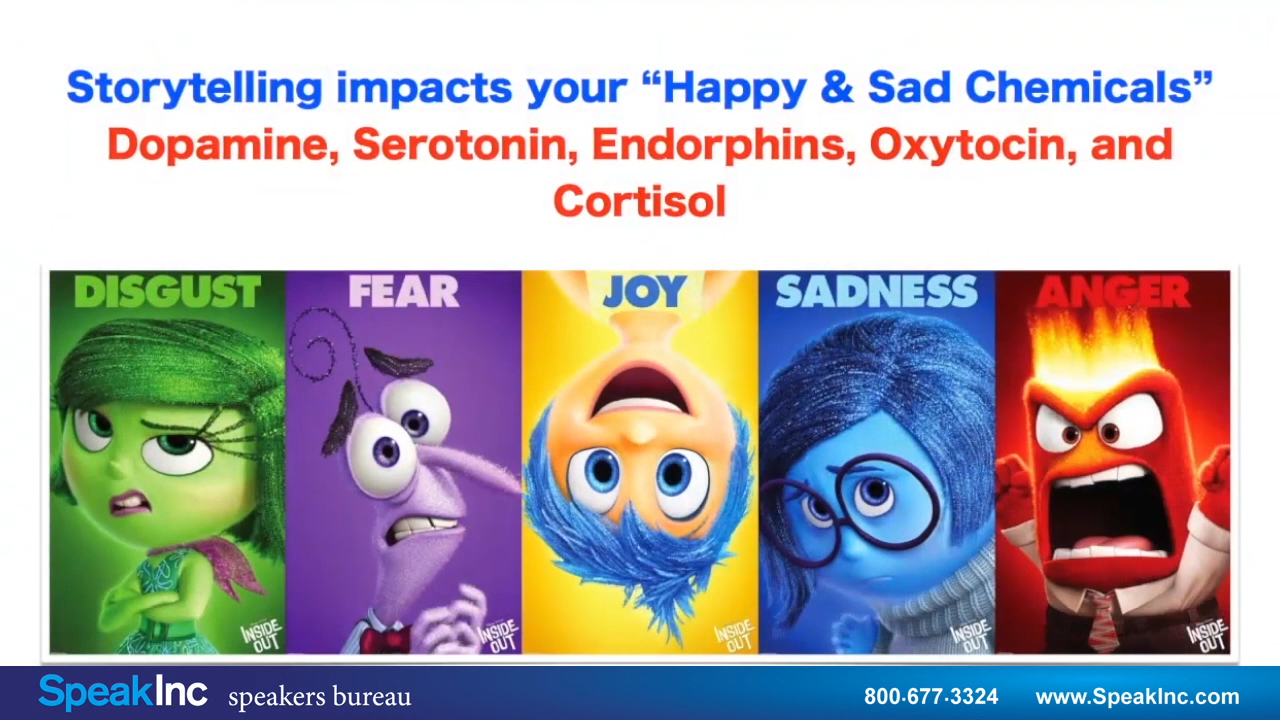 Storytelling impacts your “Happy & Sad Chemicals”
Dopamine, Serotonin, Endorphins, Oxytocin, and
Cortisol
DISGUST FEAR JOY SADNESS ANGER
INSIDE OUT INSIDE OUT INSIDE OUT INSIDE OUT INSIDE OUT
SpeakInc speakers bureau 800-677-3324 www.SpeakInc.com